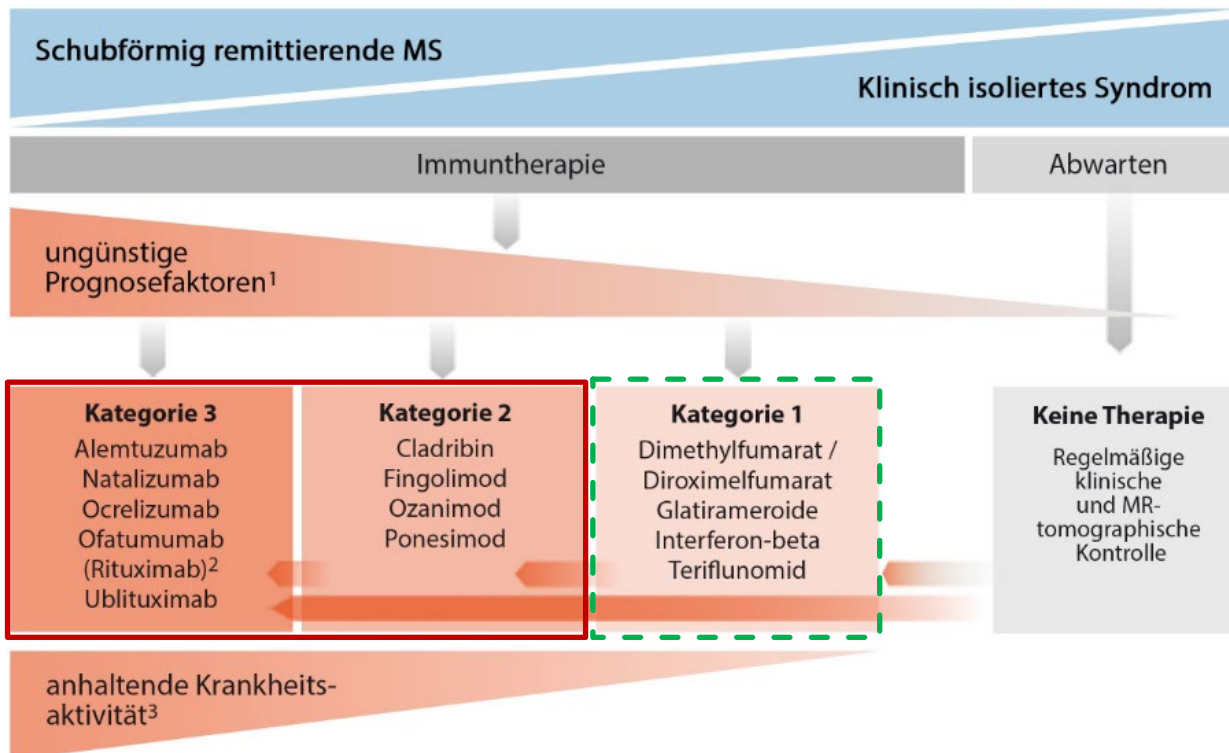 Schubförmig remittierende MS
Klinisch isoliertes Syndrom
Immuntherapie
Abwarten
ungünstige
Prognosefaktoren¹
Kategorie 3
Alemtuzumab
Natalizumab
Ocrelizumab
Ofatumumab
(Rituximab)²
Ublituximab
Kategorie 2
Cladribin
Fingolimod
Ozanimod
Ponesimod
Kategorie 1
Dimethylfumarat /
Diroximelfumarat
Glatirameroide
Interferon-beta
Teriflunomid
Keine Therapie
Regelmäßige
klinische
und MR-
tomographische
Kontrolle
anhaltende Krankheits-
aktivität³